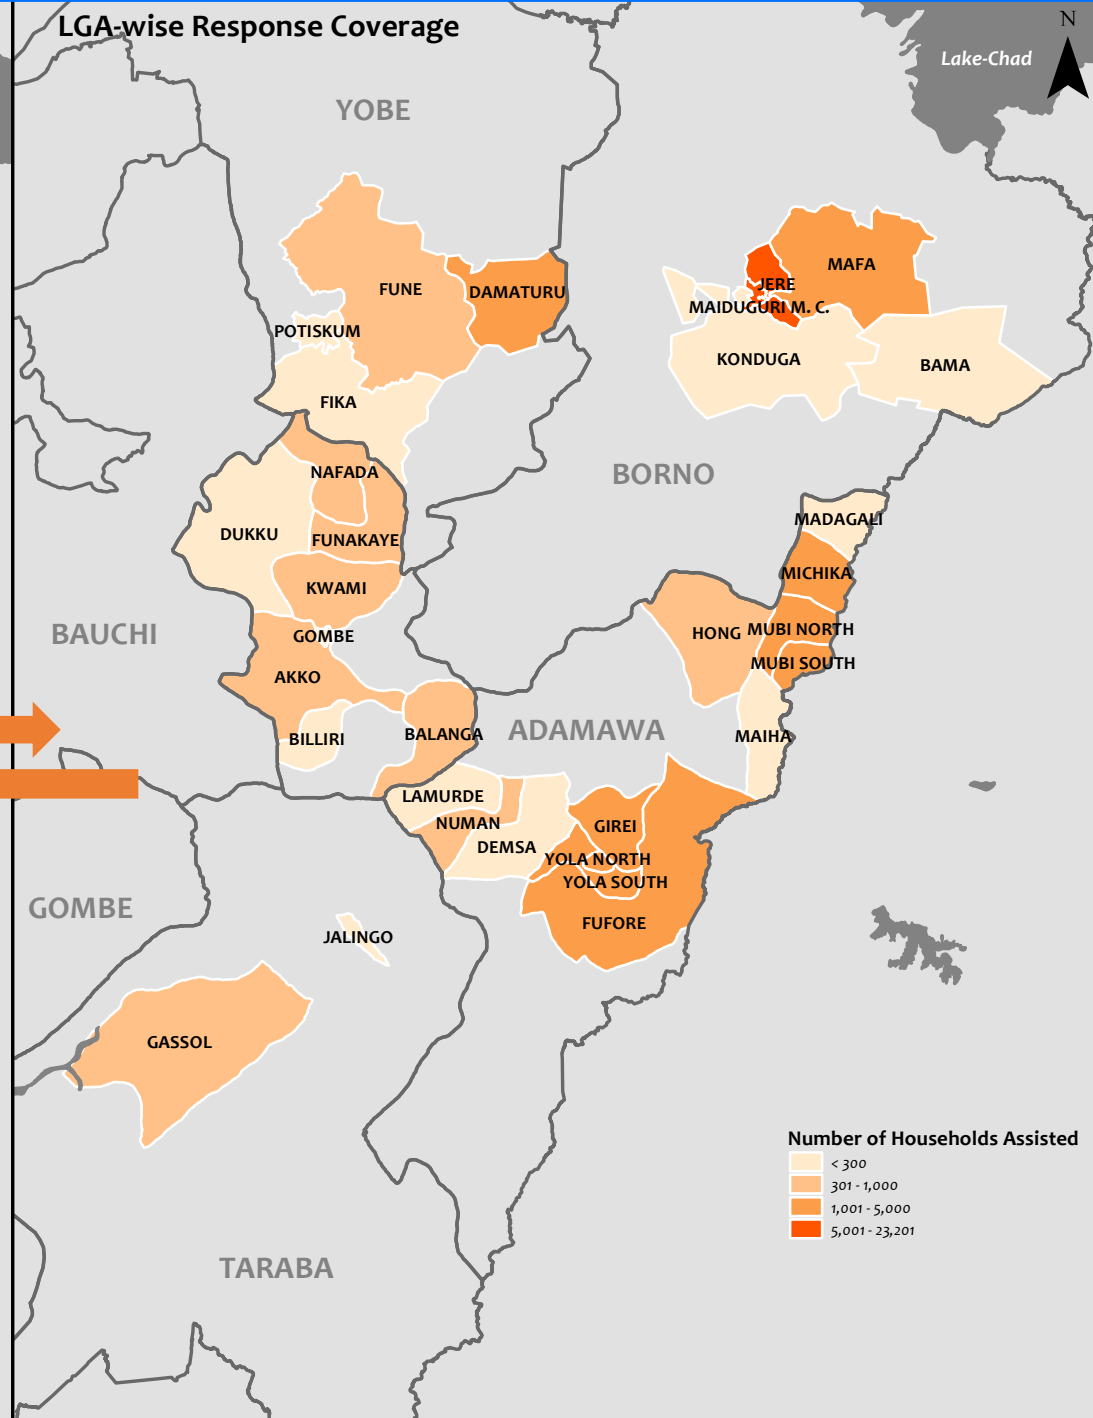 LGA-wise Response Coverage
N
Lake-Chad
YOBE
MAFA
JERE
FUNE
DAMATURU
MAIDUGURI M. C.
POTISKUM
KONDUGA
BAMA
FIKA
NAFADA
BORNO
MADAGALI
DUKKU
FUNAKAYE
MICHIKA
KWAMI
BAUCHI
GOMBE
HONG
MUBI NORTH
MUBI SOUTH
AKKO
ADAMAWA
BILLIRI
BALANGA
MAIHA
LAMURDE
NUMAN
GIREI
DEMSA
YOLA NORTH
YOLA SOUTH
GOMBE
FUFORE
JALINGO
GASSOL
Number of Households Assisted
< 300
301 - 1,000
1,001 - 5,000
5,001 - 23,201
TARABA